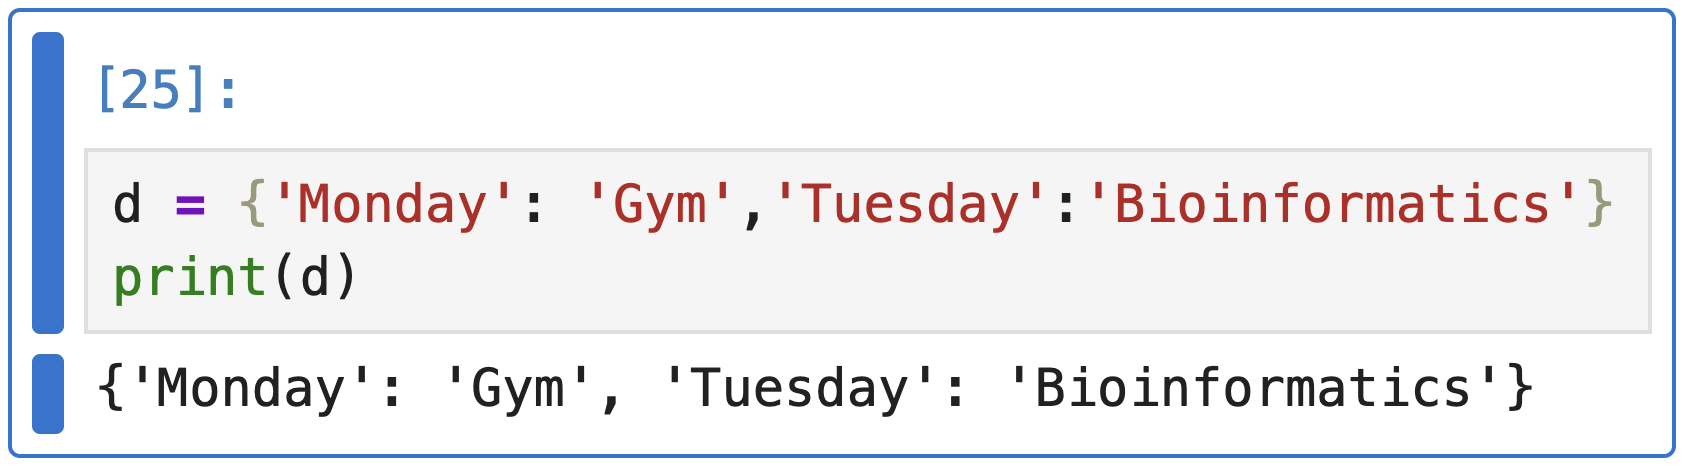 [25]:
d = {'Monday': 'Gym','Tuesday':'Bioinformatics'}
print(d)
{'Monday': 'Gym', 'Tuesday': 'Bioinformatics'}